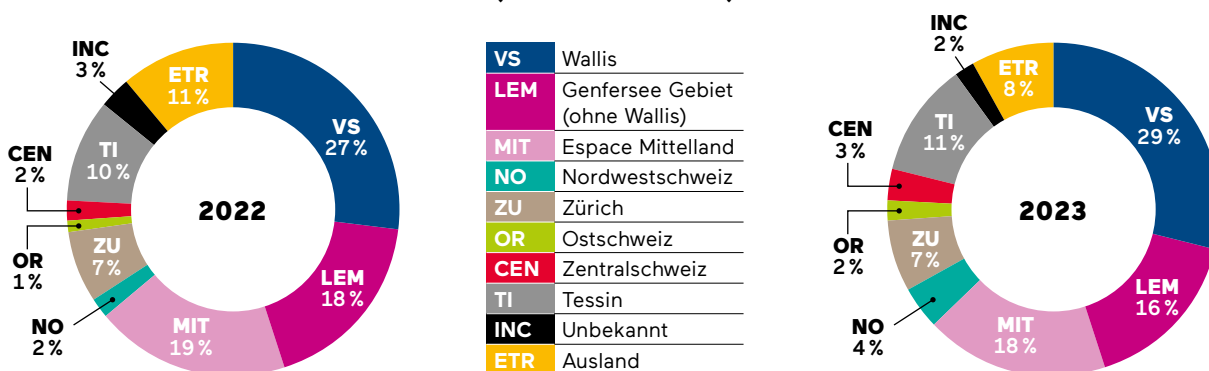 INC
3 %
ETR
11 %
VS
27 %
CEN
2 %
TI
10 %
2022
OR
1 %
ZU
7 %
LEM
18 %
NO
2 %
MIT
19 %
VS Wallis
LEM Genfersee Gebiet
(ohne Wallis)
MIT Espace Mittelland
NO Nordwestschweiz
ZU Zürich
OR Ostschweiz
CEN Zentralschweiz
TI Tessin
INC Unbekannt
ETR Ausland
INC
2 %
ETR
8 %
VS
29 %
CEN
3 %
TI
11 %
2023
OR
2 %
ZU
7 %
LEM
16 %
NO
4 %
MIT
18 %